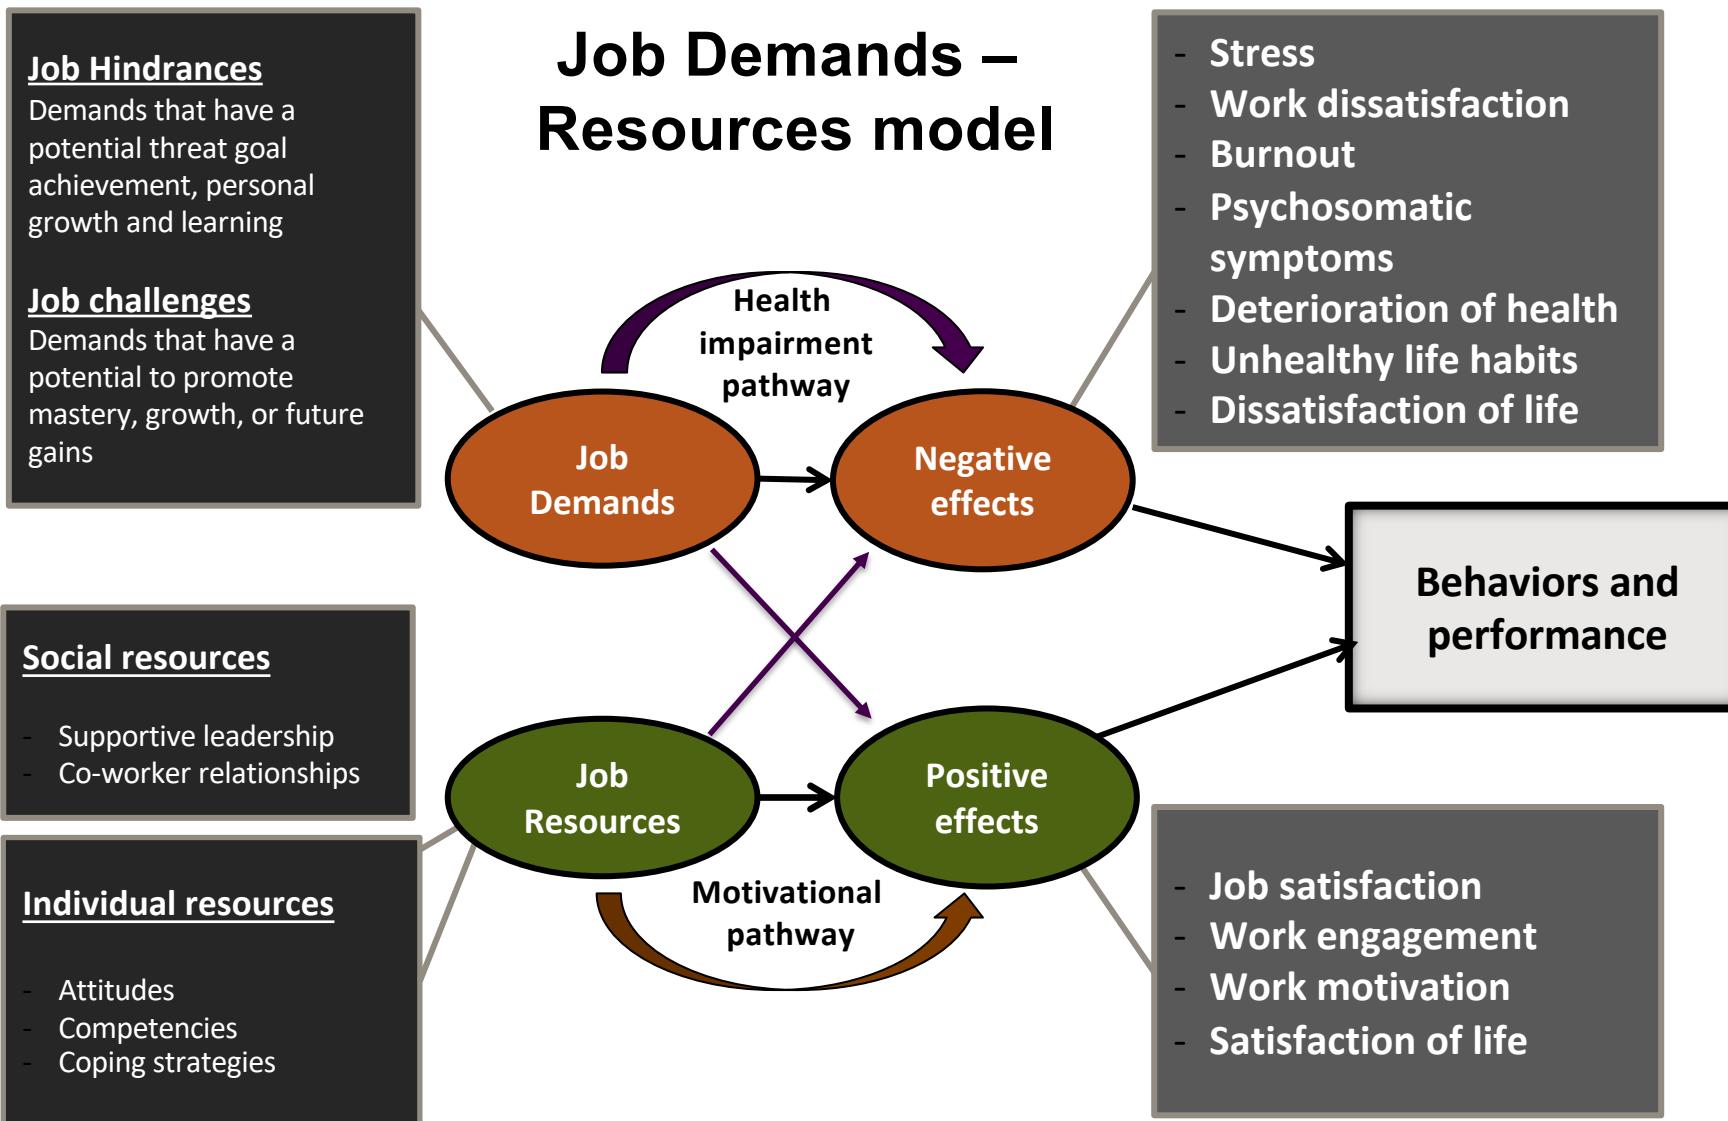 Job Demands –
Resources model
Job Hindrances
Demands that have a
potential threat goal
achievement, personal
growth and learning
Job challenges
Demands that have a
potential to promote
mastery, growth, or future
gains
Health
impairment
pathway
- Stress
- Work dissatisfaction
- Burnout
- Psychosomatic
symptoms
- Deterioration of health
- Unhealthy life habits
- Dissatisfaction of life
Job
Demands
Negative
effects
Behaviors and
performance
Social resources
- Supportive leadership
- Co-worker relationships
Job
Resources
Positive
effects
Individual resources
- Attitudes
- Competencies
- Coping strategies
Motivational
pathway
- Job satisfaction
- Work engagement
- Work motivation
- Satisfaction of life